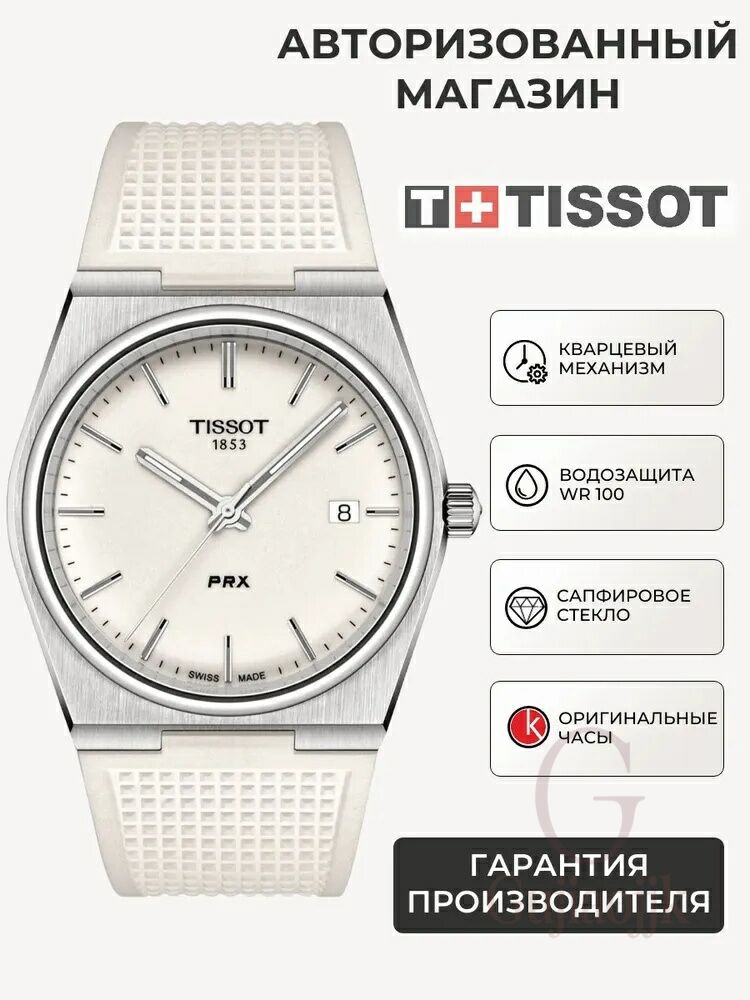 АВТОРИЗОВАННЫЙ
МАГАЗИН
T+TISSOT
КВАРЦЕВЫЙ
МЕХАНИЗМ
ВОДОЗАЩИТА
WR 100
САПФИРОВОЕ
СТЕКЛО
k
ОРИГИНАЛЬНЫЕ
ЧАСЫ
ГАРАНТИЯ
ПРОИЗВОДИТЕЛЯ
TISSOT
1853
8
PRX
SWISS MADE
G